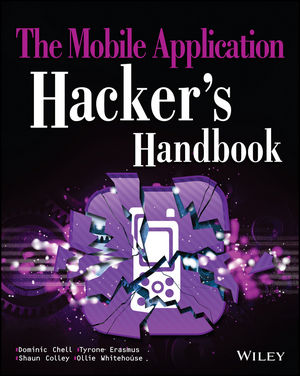 The Mobile Application
Hacker's
Handbook
Dominic Chell Tyrone Erasmus
Shaun Colley Ollie Whitehouse
WILEY